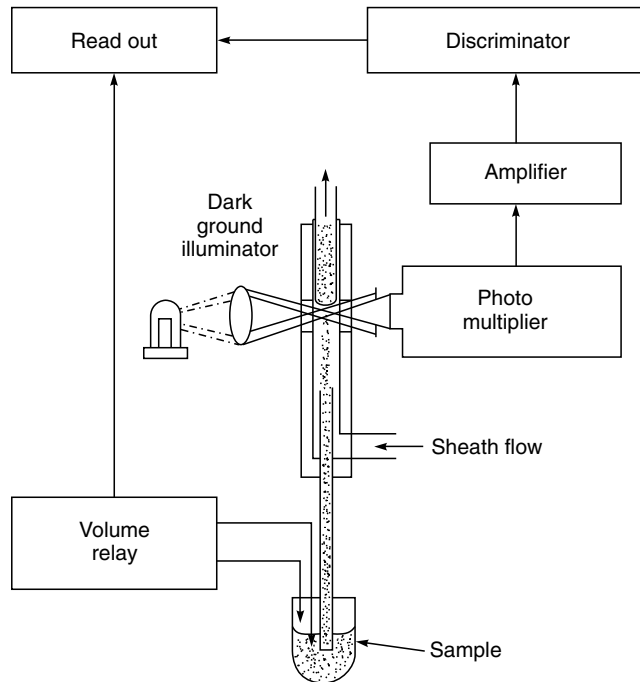 Read out
Discriminator
Amplifier
Dark
ground
illuminator
Photo
multiplier
Sheath flow
Volume
relay
Sample